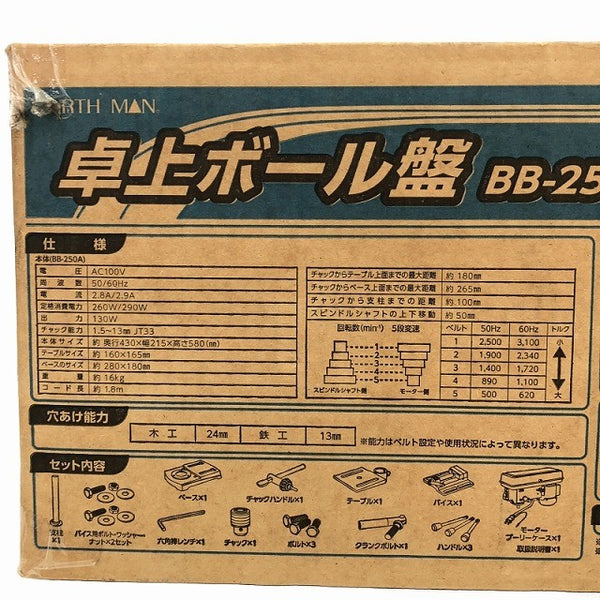 RTH MAN
卓上ボール盤 BB-25
仕様
本体(BB-250A)
電圧 AC100V
周波数 50/60Hz
電流 2.8A/2.9A
定格消費電力 260W/290W
出力 130W
チャック能力 1.5~13㎜ JT33
本体サイズ 約 奥行430×幅215×高さ580(㎜)
テーブルサイズ 約 160×165㎜
ベースのサイズ 約 280×180㎜
重量 約 16kg
コード長 約 1.8m
チャックからテーブル上面までの最大距離 約 180㎜
チャックからベース上面までの最大距離 約 265㎜
チャックから支柱までの距離 約 100㎜
スピンドルシャフトの上下移動 約 50㎜
回転数(min⁻¹) 5段変速
1
2
3
4
5
スピンドルシャフト側 モーター側
ベルト 50Hz 60Hz トルク
1 2,500 3,100 小
2 1,900 2,340
3 1,400 1,720
4 890 1,100
5 500 620 大
穴あけ能力
木工 24㎜ 鉄工 13㎜
※能力はベルト設定や使用状況によって異なります。
セット内容
ベース×1
チャックハンドル×1
テーブル×1
バイス×1
支柱×1
バイス用ボルト・ワッシャー・ナット×2セット
六角棒レンチ×1
チャック×1
ボルト×3
クランクボルト×1
ハンドル×3
モーター
プーリーケース×1
取扱説明書×1